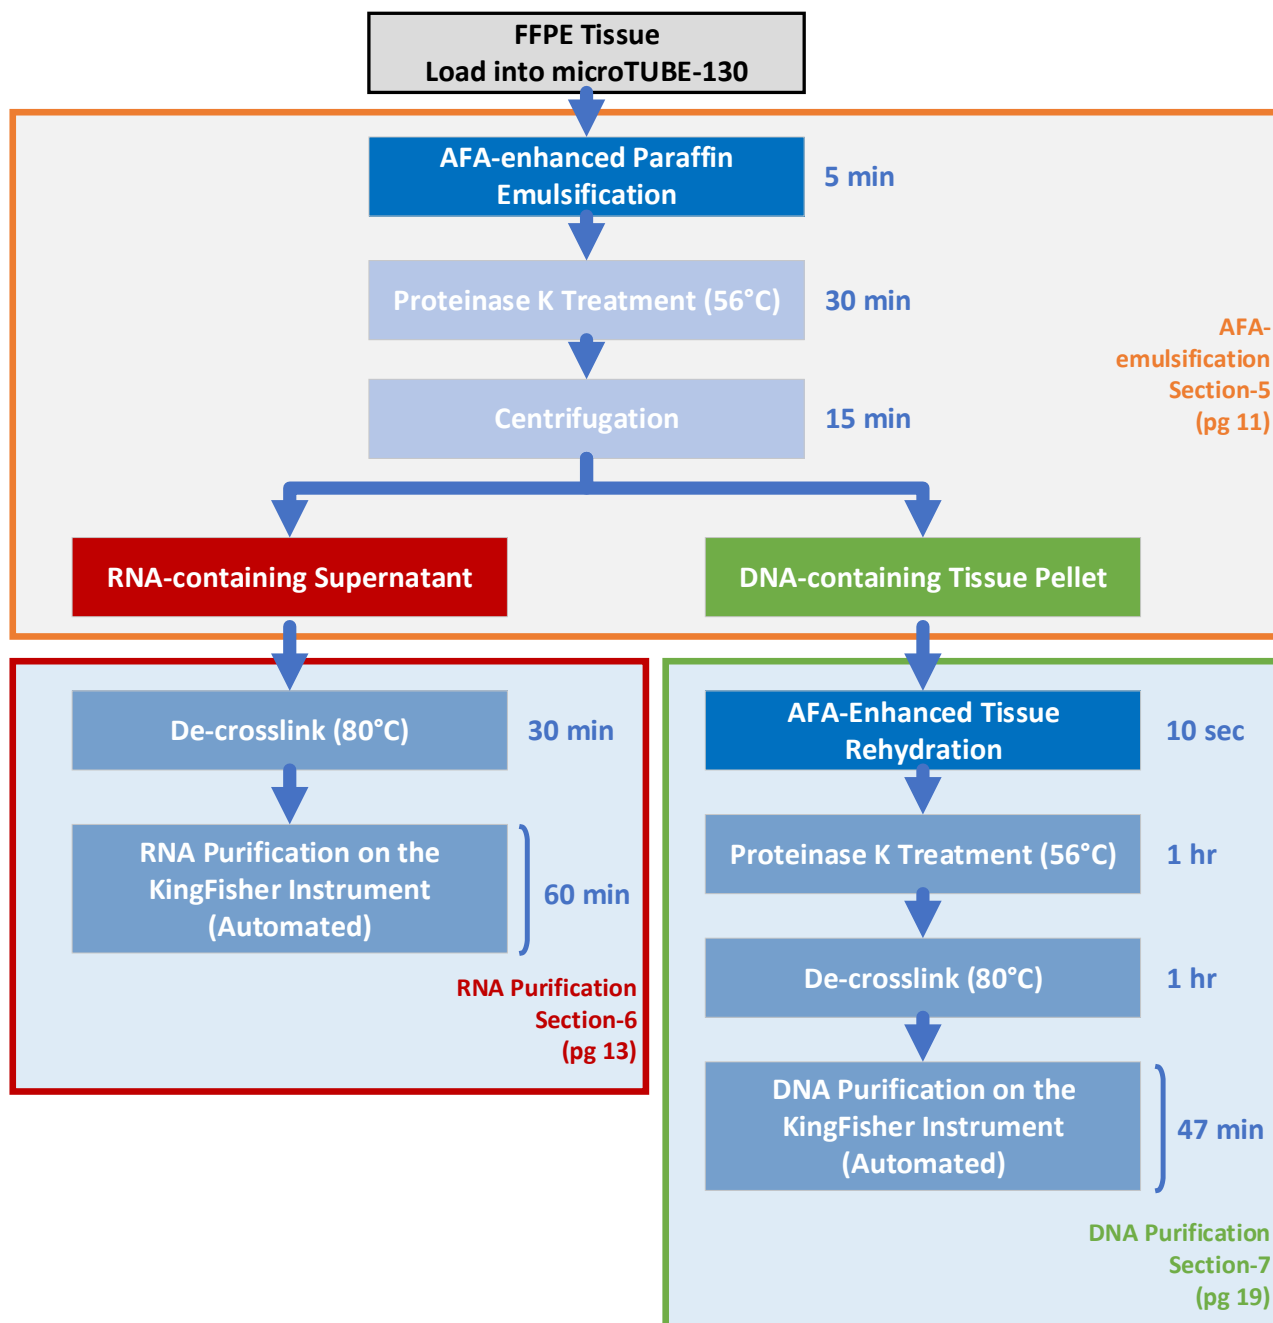 FFPE Tissue
Load into microTUBE-130
AFA-enhanced Paraffin
Emulsification
5 min
Proteinase K Treatment (56°C)
30 min
Centrifugation
15 min
AFA-
emulsification
Section-5
(pg 11)
RNA-containing Supernatant
DNA-containing Tissue Pellet
De-crosslink (80°C)
30 min
RNA Purification on the
KingFisher Instrument
(Automated)
60 min
RNA Purification
Section-6
(pg 13)
AFA-Enhanced Tissue
Rehydration
10 sec
Proteinase K Treatment (56°C)
1 hr
De-crosslink (80°C)
1 hr
DNA Purification on the
KingFisher Instrument
(Automated)
47 min
DNA Purification
Section-7
(pg 19)